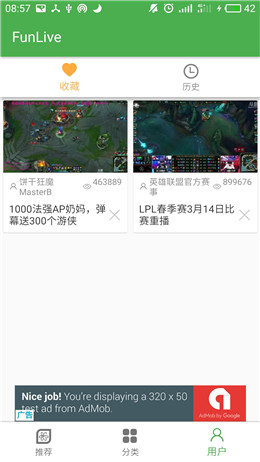 08:57
42
FunLive
收藏
历史
饼干狂魔MasterB
463889
英雄联盟官方赛事
899676
1000法强AP奶妈，弹
幕送300个游侠
LPL春季赛3月14日比
赛重播
Nice job! You're displaying a 320 x 50
test ad from AdMob.
AdMob by Google
广告
推荐
分类
用户